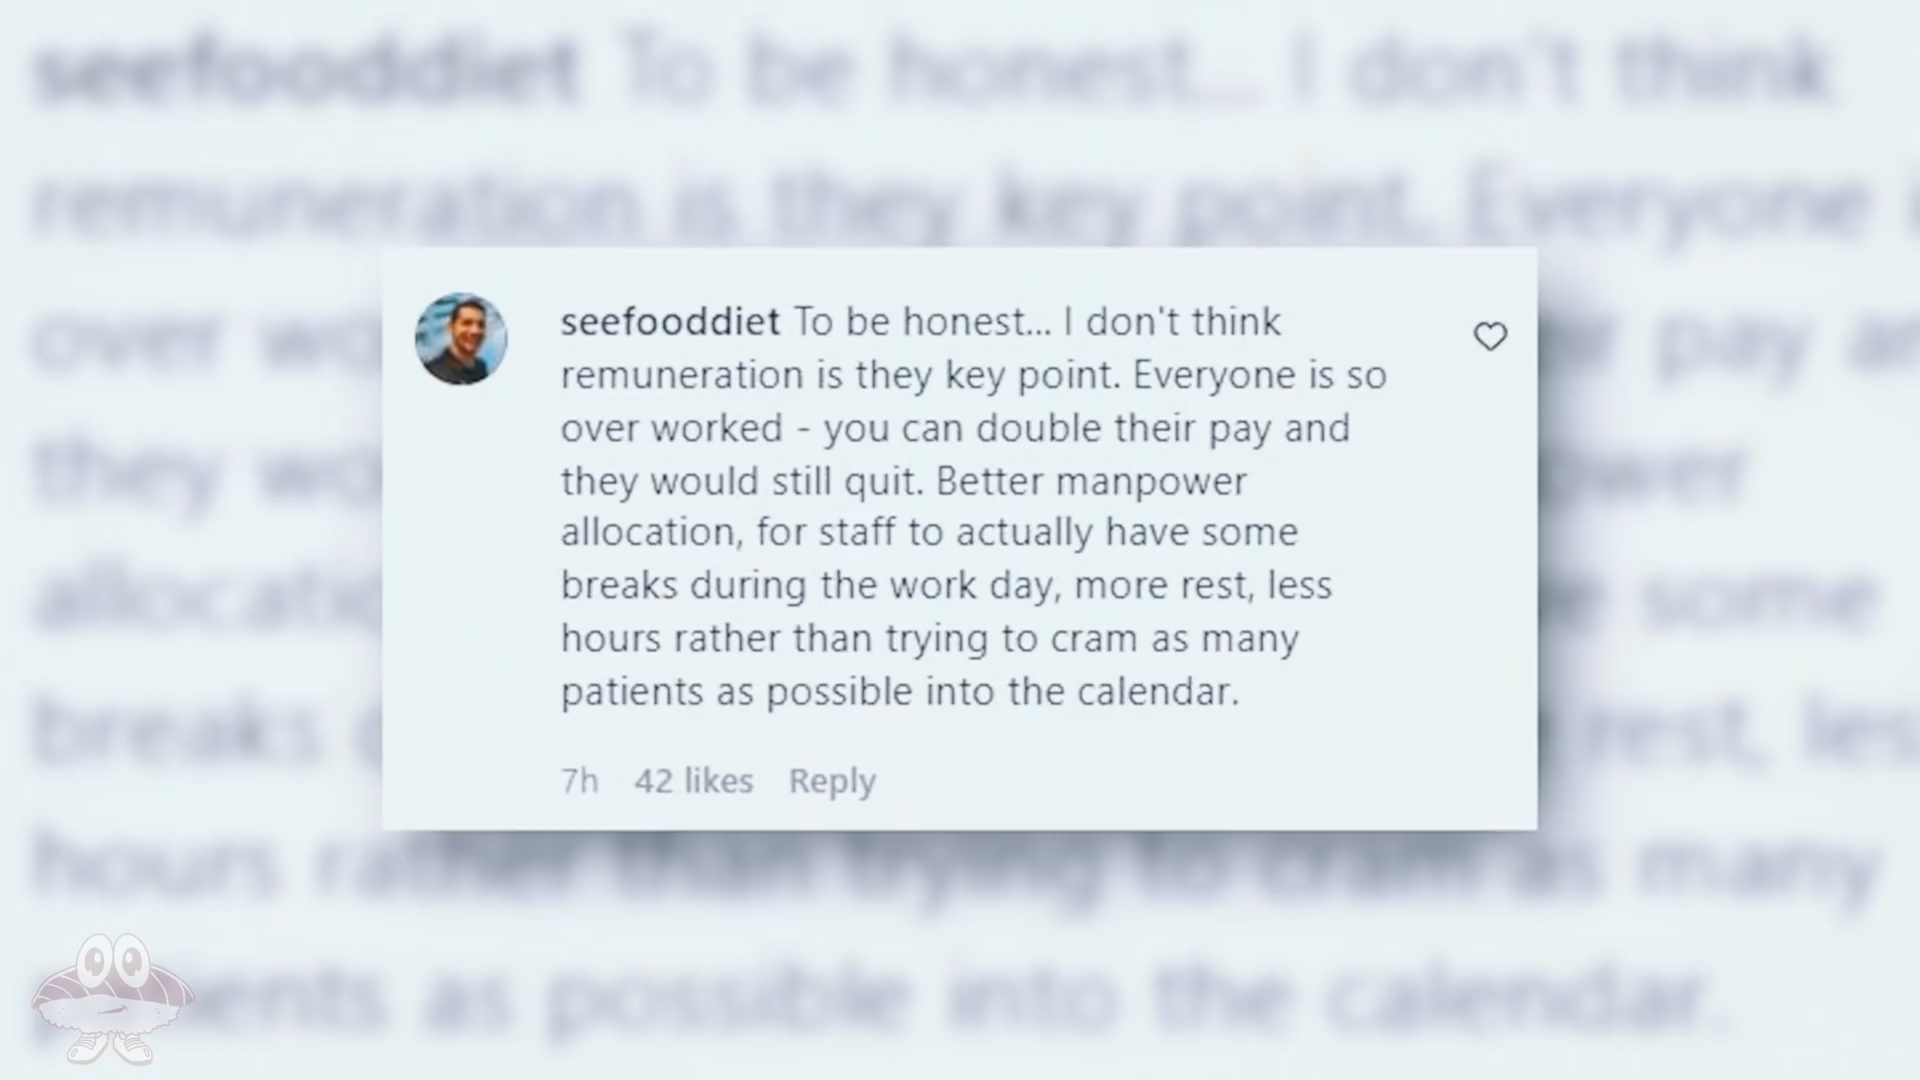 seefooddiet To be honest... I don't think
remuneration is they key point. Everyone is so
over worked - you can double their pay and
they would still quit. Better manpower
allocation, for staff to actually have some
breaks during the work day, more rest, less
hours rather than trying to cram as many
patients as possible into the calendar.
7h 42 likes Reply